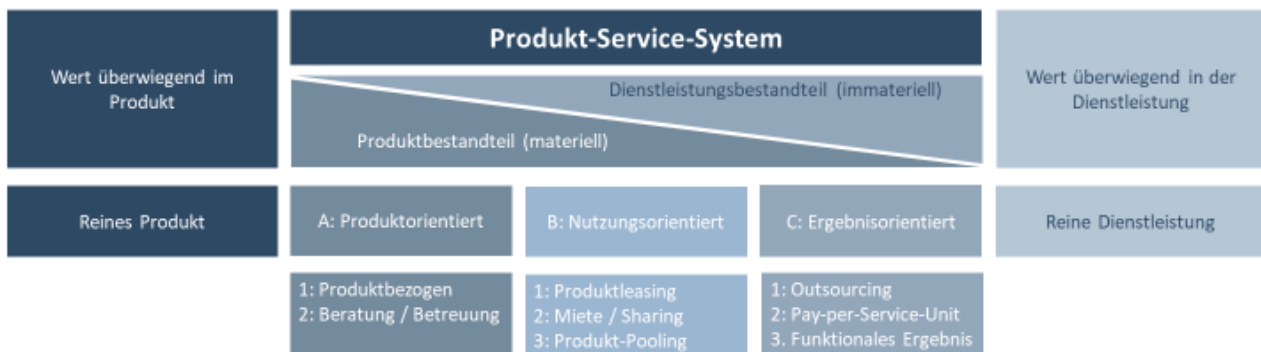 Wert überwiegend im
Produkt
Produkt-Service-System
Dienstleistungsbestandteil (immateriell)
Produktbestandteil (materiell)
Wert überwiegend in der
Dienstleistung
Reines Produkt
A: Produktorientiert
B: Nutzungsorientiert
C: Ergebnisorientiert
Reine Dienstleistung
1: Produktbezogen
2: Beratung / Betreuung
1: Produktleasing
2: Miete / Sharing
3: Produkt-Pooling
1: Outsourcing
2: Pay-per-Service-Unit
3. Funktionales Ergebnis